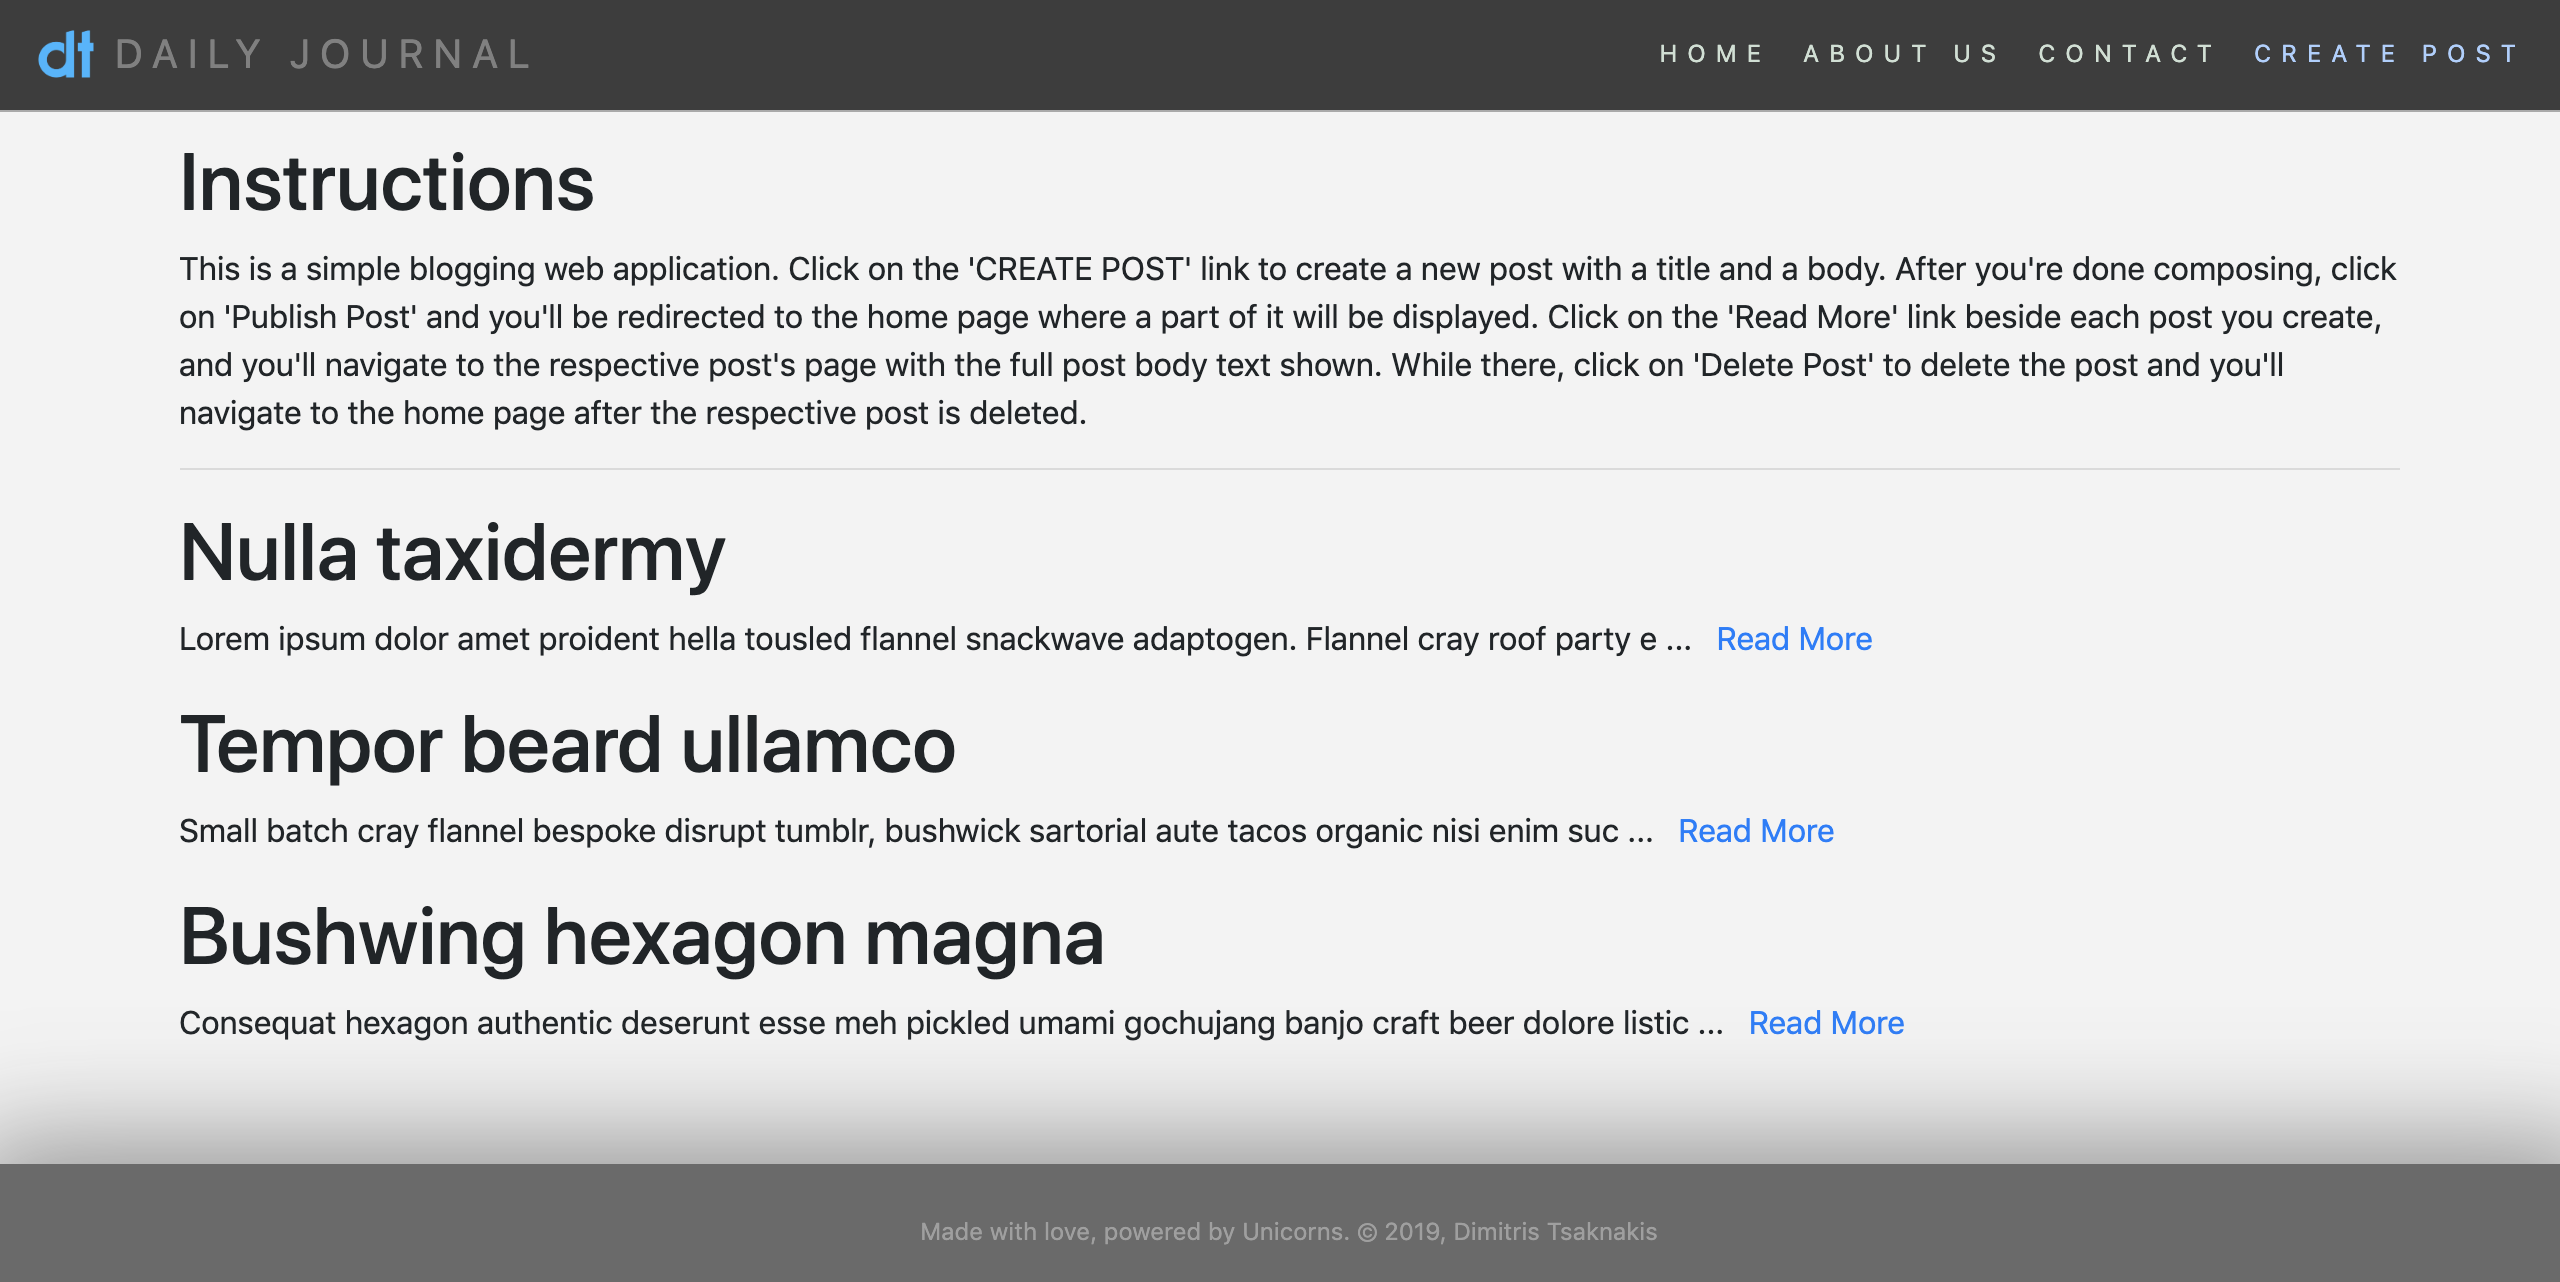 dt DAILY JOURNAL HOME ABOUT US CONTACT CREATE POST
Instructions
This is a simple blogging web application. Click on the 'CREATE POST' link to create a new post with a title and a body. After you're done composing, click
on 'Publish Post' and you'll be redirected to the home page where a part of it will be displayed. Click on the 'Read More' link beside each post you create,
and you'll navigate to the respective post's page with the full post body text shown. While there, click on 'Delete Post' to delete the post and you'll
navigate to the home page after the respective post is deleted.
Nulla taxidermy
Lorem ipsum dolor amet proident hella tousled flannel snackwave adaptogen. Flannel cray roof party e ... Read More
Tempor beard ullamco
Small batch cray flannel bespoke disrupt tumblr, bushwick sartorial aute tacos organic nisi enim suc ... Read More
Bushwing hexagon magna
Consequat hexagon authentic deserunt esse meh pickled umami gochujang banjo craft beer dolore listic ... Read More
Made with love, powered by Unicorns. © 2019, Dimitris Tsaknakis